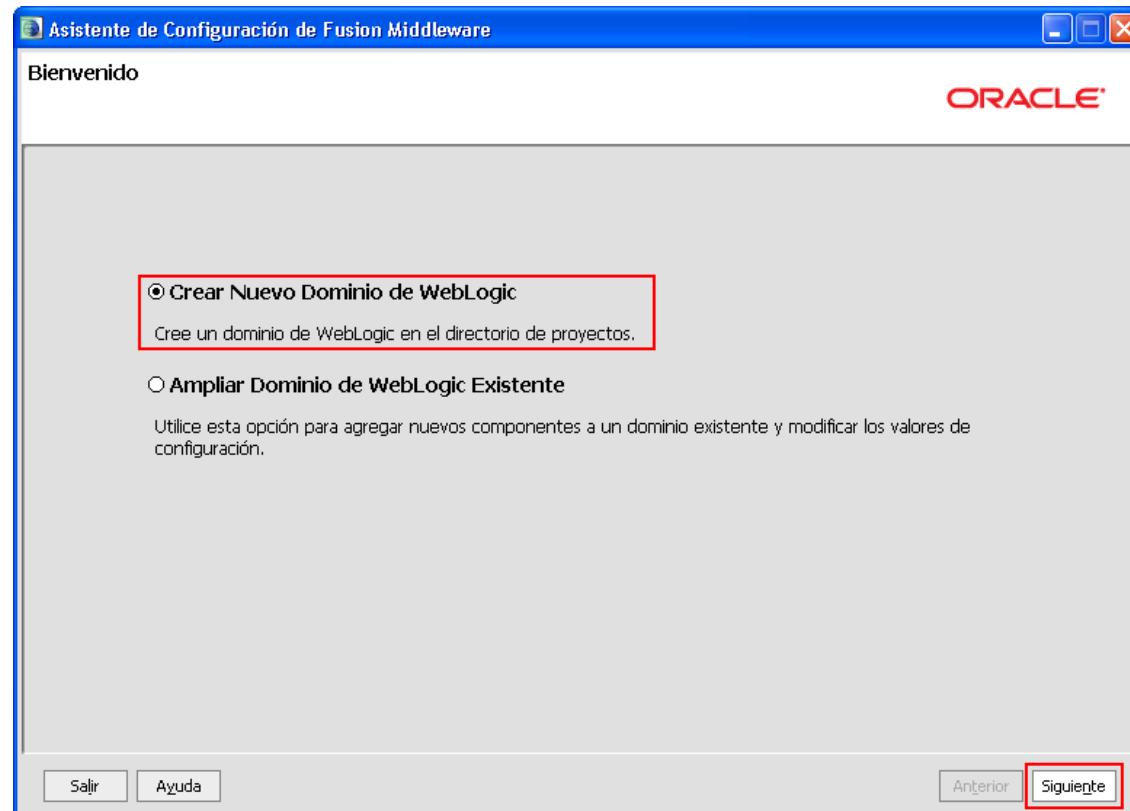 Asistente de Configuración de Fusion Middleware
Bienvenido
ORACLE
Crear Nuevo Dominio de WebLogic
Cree un dominio de WebLogic en el directorio de proyectos.
Ampliar Dominio de WebLogic Existente
Utilice esta opción para agregar nuevos componentes a un dominio existente y modificar los valores de
configuración.
Salir Ayuda Anterior Siguiente